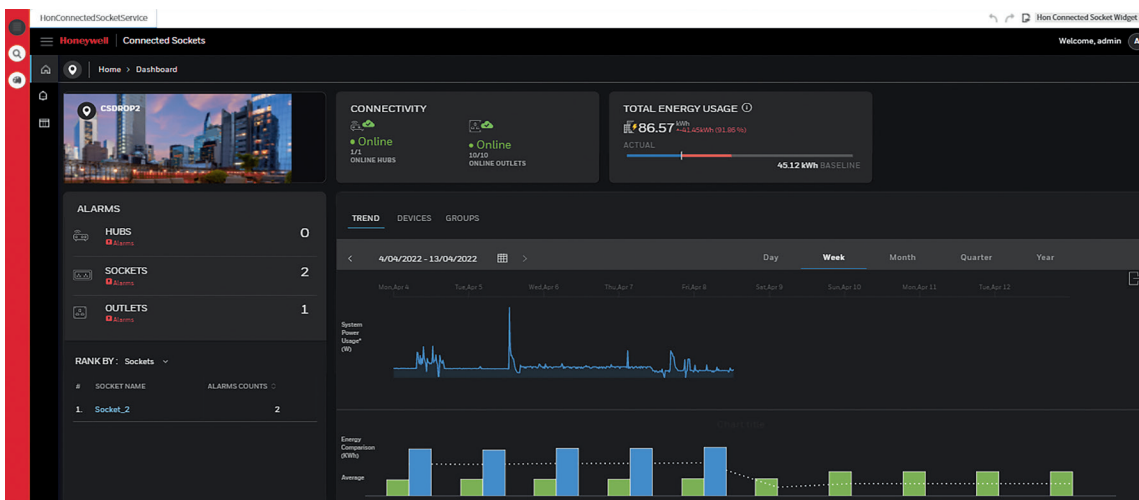 HonConnectedSocketService
Hon Connected Socket Widget
Honeywell Connected Sockets
Welcome, admin A
Home > Dashboard
CSDROP2
CONNECTIVITY
Online
1/1
ONLINE HUBS
Online
10/10
ONLINE OUTLETS
TOTAL ENERGY USAGE
86.57 kWh
+-41.45kWh (91.86 %)
ACTUAL
45.12 kWh BASELINE
ALARMS
HUBS 0
Alarms
SOCKETS 2
Alarms
OUTLETS 1
Alarms
RANK BY : Sockets
# SOCKET NAME ALARMS COUNTS
1. Socket_2 2
TREND DEVICES GROUPS
4/04/2022 - 13/04/2022
Day Week Month Quarter Year
Mon,Apr 4 Tue,Apr 5 Wed,Apr 6 Thu,Apr 7 Fri,Apr 8 Sat,Apr 9 Sun,Apr 10 Mon,Apr 11 Tue,Apr 12
System
Power
Usage*
(W)
Energy
Comparison
(KWh)
Average